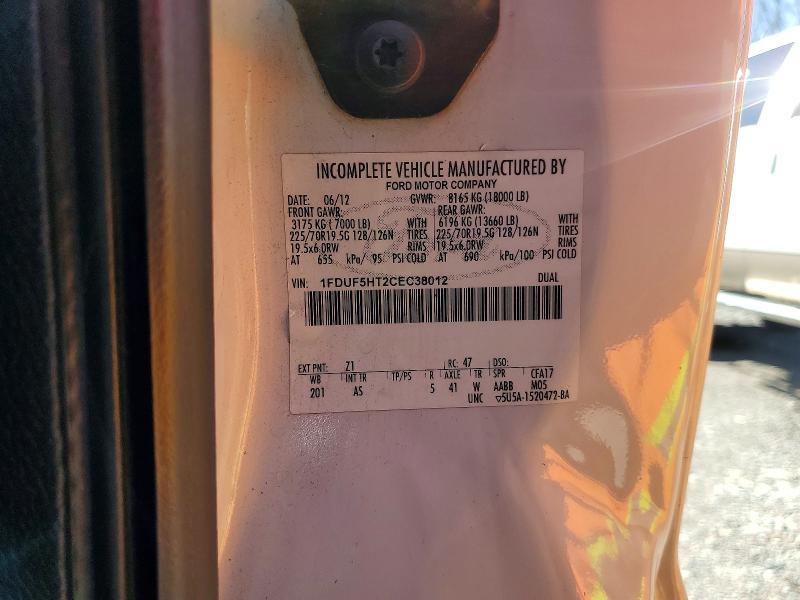 INCOMPLETE VEHICLE MANUFACTURED BY
FORD MOTOR COMPANY
DATE: 06/12 GVWR: 8165 KG (18000 LB)
FRONT GAWR: REAR GAWR:
3175 KG ( 7000 LB) WITH 6196 KG (13660 LB) WITH
225/70R19.5G 128/126N TIRES 225/70R19.5G 128/126N TIRES
19.5x6.0RW RIMS 19.5x6.0RW RIMS
AT 655 kPa/ 95 PSI COLD AT 690 kPa/100 PSI COLD
VIN: 1FDUF5HT2CEC38012 DUAL
EXT PNT: Z1 RC: 47 DSO:
WB INT TR TP/PS R AXLE TR SPR CFA17
201 AS 5 41 W AABB M05
UNC 5U5A-1520472-BA